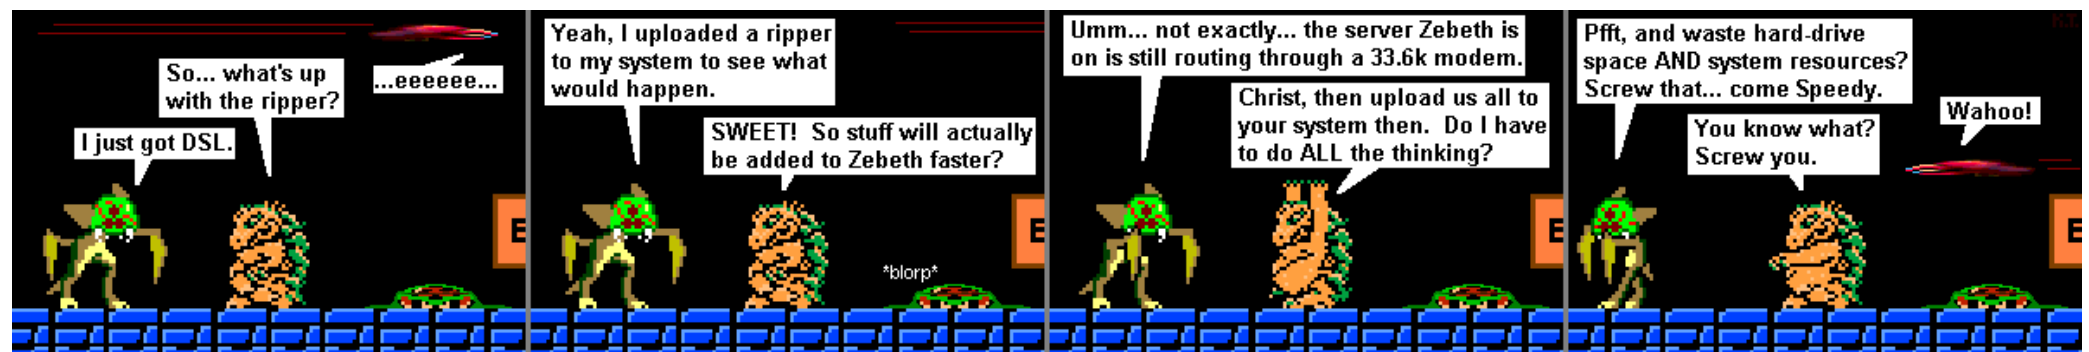 I just got DSL.
So... what's up
with the ripper?
...eeeeee...
E
Yeah, I uploaded a ripper
to my system to see what
would happen.
SWEET!  So stuff will actually
be added to Zebeth faster?
*blorp*
E
Umm... not exactly... the server Zebeth is
on is still routing through a 33.6k modem.
Christ, then upload us all to
your system then.  Do I have
to do ALL the thinking?
E
Pfft, and waste hard-drive
space AND system resources?
Screw that... come Speedy.
You know what?
Screw you.
Wahoo!
E